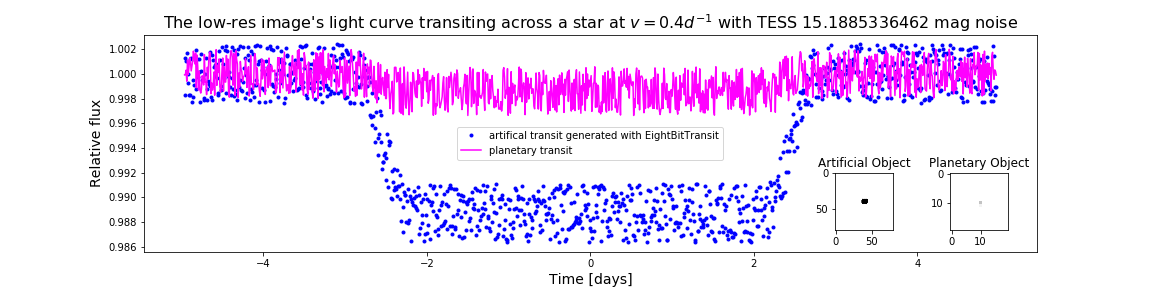 The low-res image's light curve transiting across a star at v = 0.4d⁻¹ with TESS 15.1885336462 mag noise
Relative flux
1.002
1.000
0.998
0.996
0.994
0.992
0.990
0.988
0.986
artifical transit generated with EightBitTransit
planetary transit
Artificial Object
0
50
0 50
Planetary Object
0
10
0 10
−4 −2 0 2 4
Time [days]